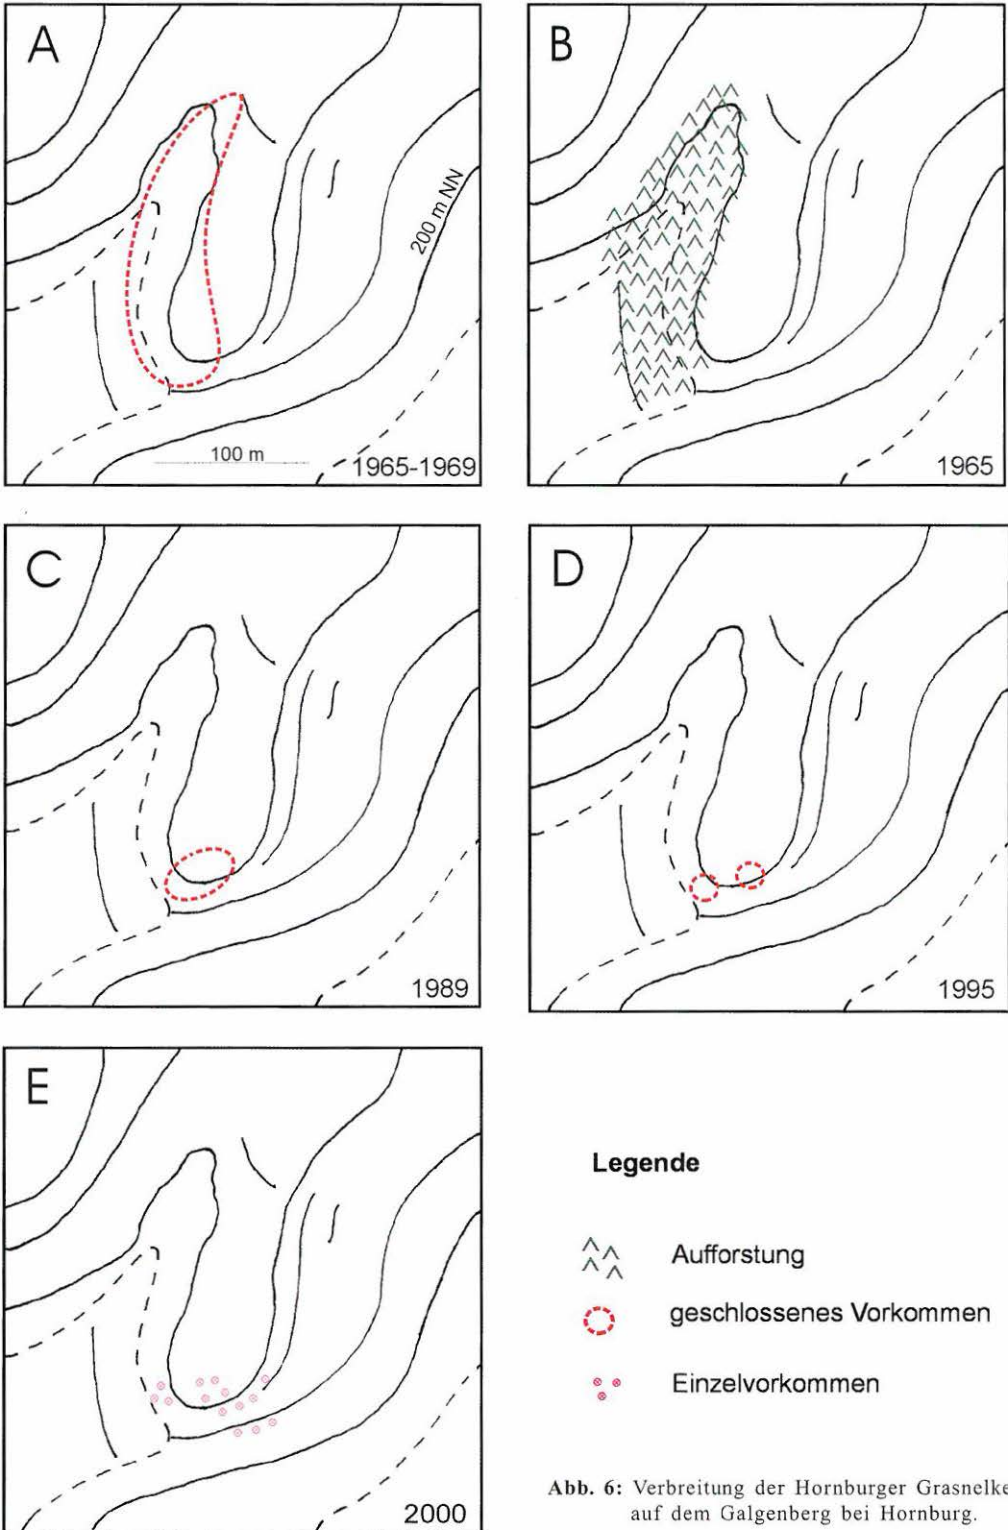 A
200 m NN
100 m
1965-1969
B
1965
C
1989
D
1995
E
2000
Legende
Aufforstung
geschlossenes Vorkommen
Einzelvorkommen
Abb. 6: Verbreitung der Hornburger Grasnelke
auf dem Galgenberg bei Hornburg.